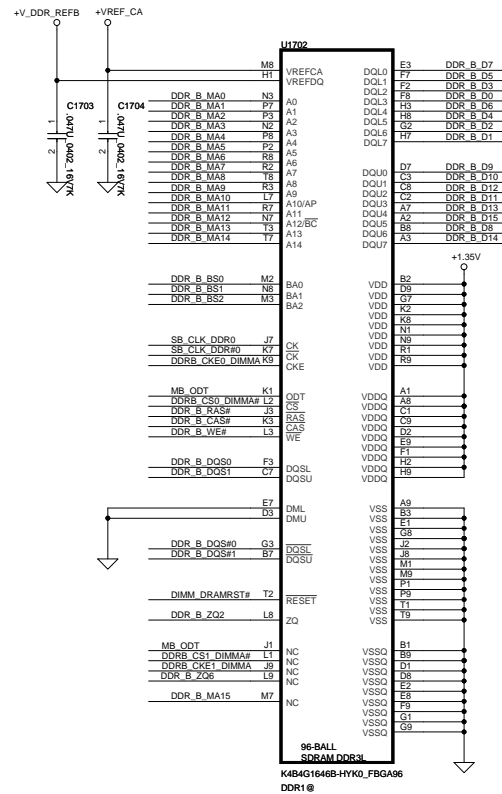 +V_DDR_REFB +VREF_CA
U1702
M8 VREFCA
H1 VREFDQ
C1703
1
2
.047U_0402_16V7K
C1704
1
2
.047U_0402_16V7K
DDR_B_MA0 N3 A0
DDR_B_MA1 P7 A1
DDR_B_MA2 P3 A2
DDR_B_MA3 N2 A3
DDR_B_MA4 P8 A4
DDR_B_MA5 P2 A5
DDR_B_MA6 R8 A6
DDR_B_MA7 R2 A7
DDR_B_MA8 T8 A8
DDR_B_MA9 R3 A9
DDR_B_MA10 L7 A10/AP
DDR_B_MA11 R7 A11
DDR_B_MA12 N7 A12/BC
DDR_B_MA13 T3 A13
DDR_B_MA14 T7 A14
DDR_B_BS0 M2 BA0
DDR_B_BS1 N8 BA1
DDR_B_BS2 M3 BA2
SB_CLK_DDR0 J7 CK
SB_CLK_DDR#0 K7 CK
DDRB_CKE0_DIMMA K9 CKE
MB_ODT K1 ODT
DDRB_CS0_DIMMA# L2 CS
DDR_B_RAS# J3 RAS
DDR_B_CAS# K3 CAS
DDR_B_WE# L3 WE
DDR_B_DQS0 F3 DQSL
DDR_B_DQS1 C7 DQSU
E7 DML
D3 DMU
DDR_B_DQS#0 G3 DQSL
DDR_B_DQS#1 B7 DQSU
DIMM_DRAMRST# T2 RESET
DDR_B_ZQ2 L8 ZQ
MB_ODT J1 NC
DDRB_CS1_DIMMA# L1 NC
DDRB_CKE1_DIMMA J9 NC
DDR_B_ZQ6 L9 NC
DDR_B_MA15 M7 NC
DQL0 E3 DDR_B_D7
DQL1 F7 DDR_B_D5
DQL2 F2 DDR_B_D3
DQL3 F8 DDR_B_D0
DQL4 H3 DDR_B_D6
DQL5 H8 DDR_B_D4
DQL6 G2 DDR_B_D2
DQL7 H7 DDR_B_D1
DQU0 D7 DDR_B_D9
DQU1 C3 DDR_B_D10
DQU2 C8 DDR_B_D12
DQU3 C2 DDR_B_D11
DQU4 A7 DDR_B_D13
DQU5 A2 DDR_B_D15
DQU6 B8 DDR_B_D8
DQU7 A3 DDR_B_D14
+1.35V
VDD B2
VDD D9
VDD G7
VDD K2
VDD K8
VDD N1
VDD N9
VDD R1
VDD R9
VDDQ A1
VDDQ A8
VDDQ C1
VDDQ C9
VDDQ D2
VDDQ E9
VDDQ F1
VDDQ H2
VDDQ H9
VSS A9
VSS B3
VSS E1
VSS G8
VSS J2
VSS J8
VSS M1
VSS M9
VSS P1
VSS P9
VSS T1
VSS T9
VSSQ B1
VSSQ B9
VSSQ D1
VSSQ D8
VSSQ E2
VSSQ E8
VSSQ F9
VSSQ G1
VSSQ G9
96-BALL
SDRAM DDR3L
K4B4G1646B-HYK0_FBGA96
DDR1@